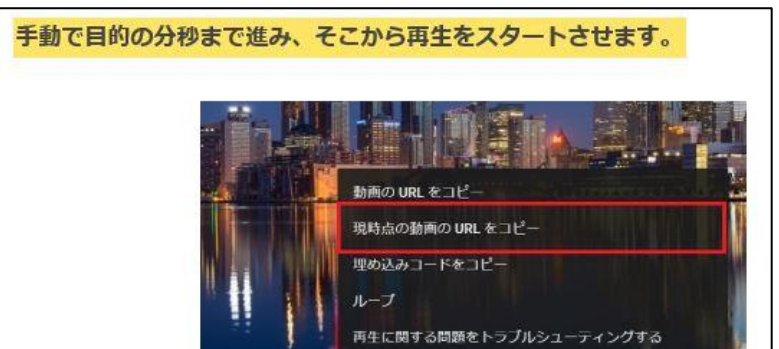 手動で目的の分秒まで進み、そこから再生をスタートさせます。
動画の URL をコピー
現時点の動画の URL をコピー
埋め込みコードをコピー
ループ
再生に関する問題をトラブルシューティングする